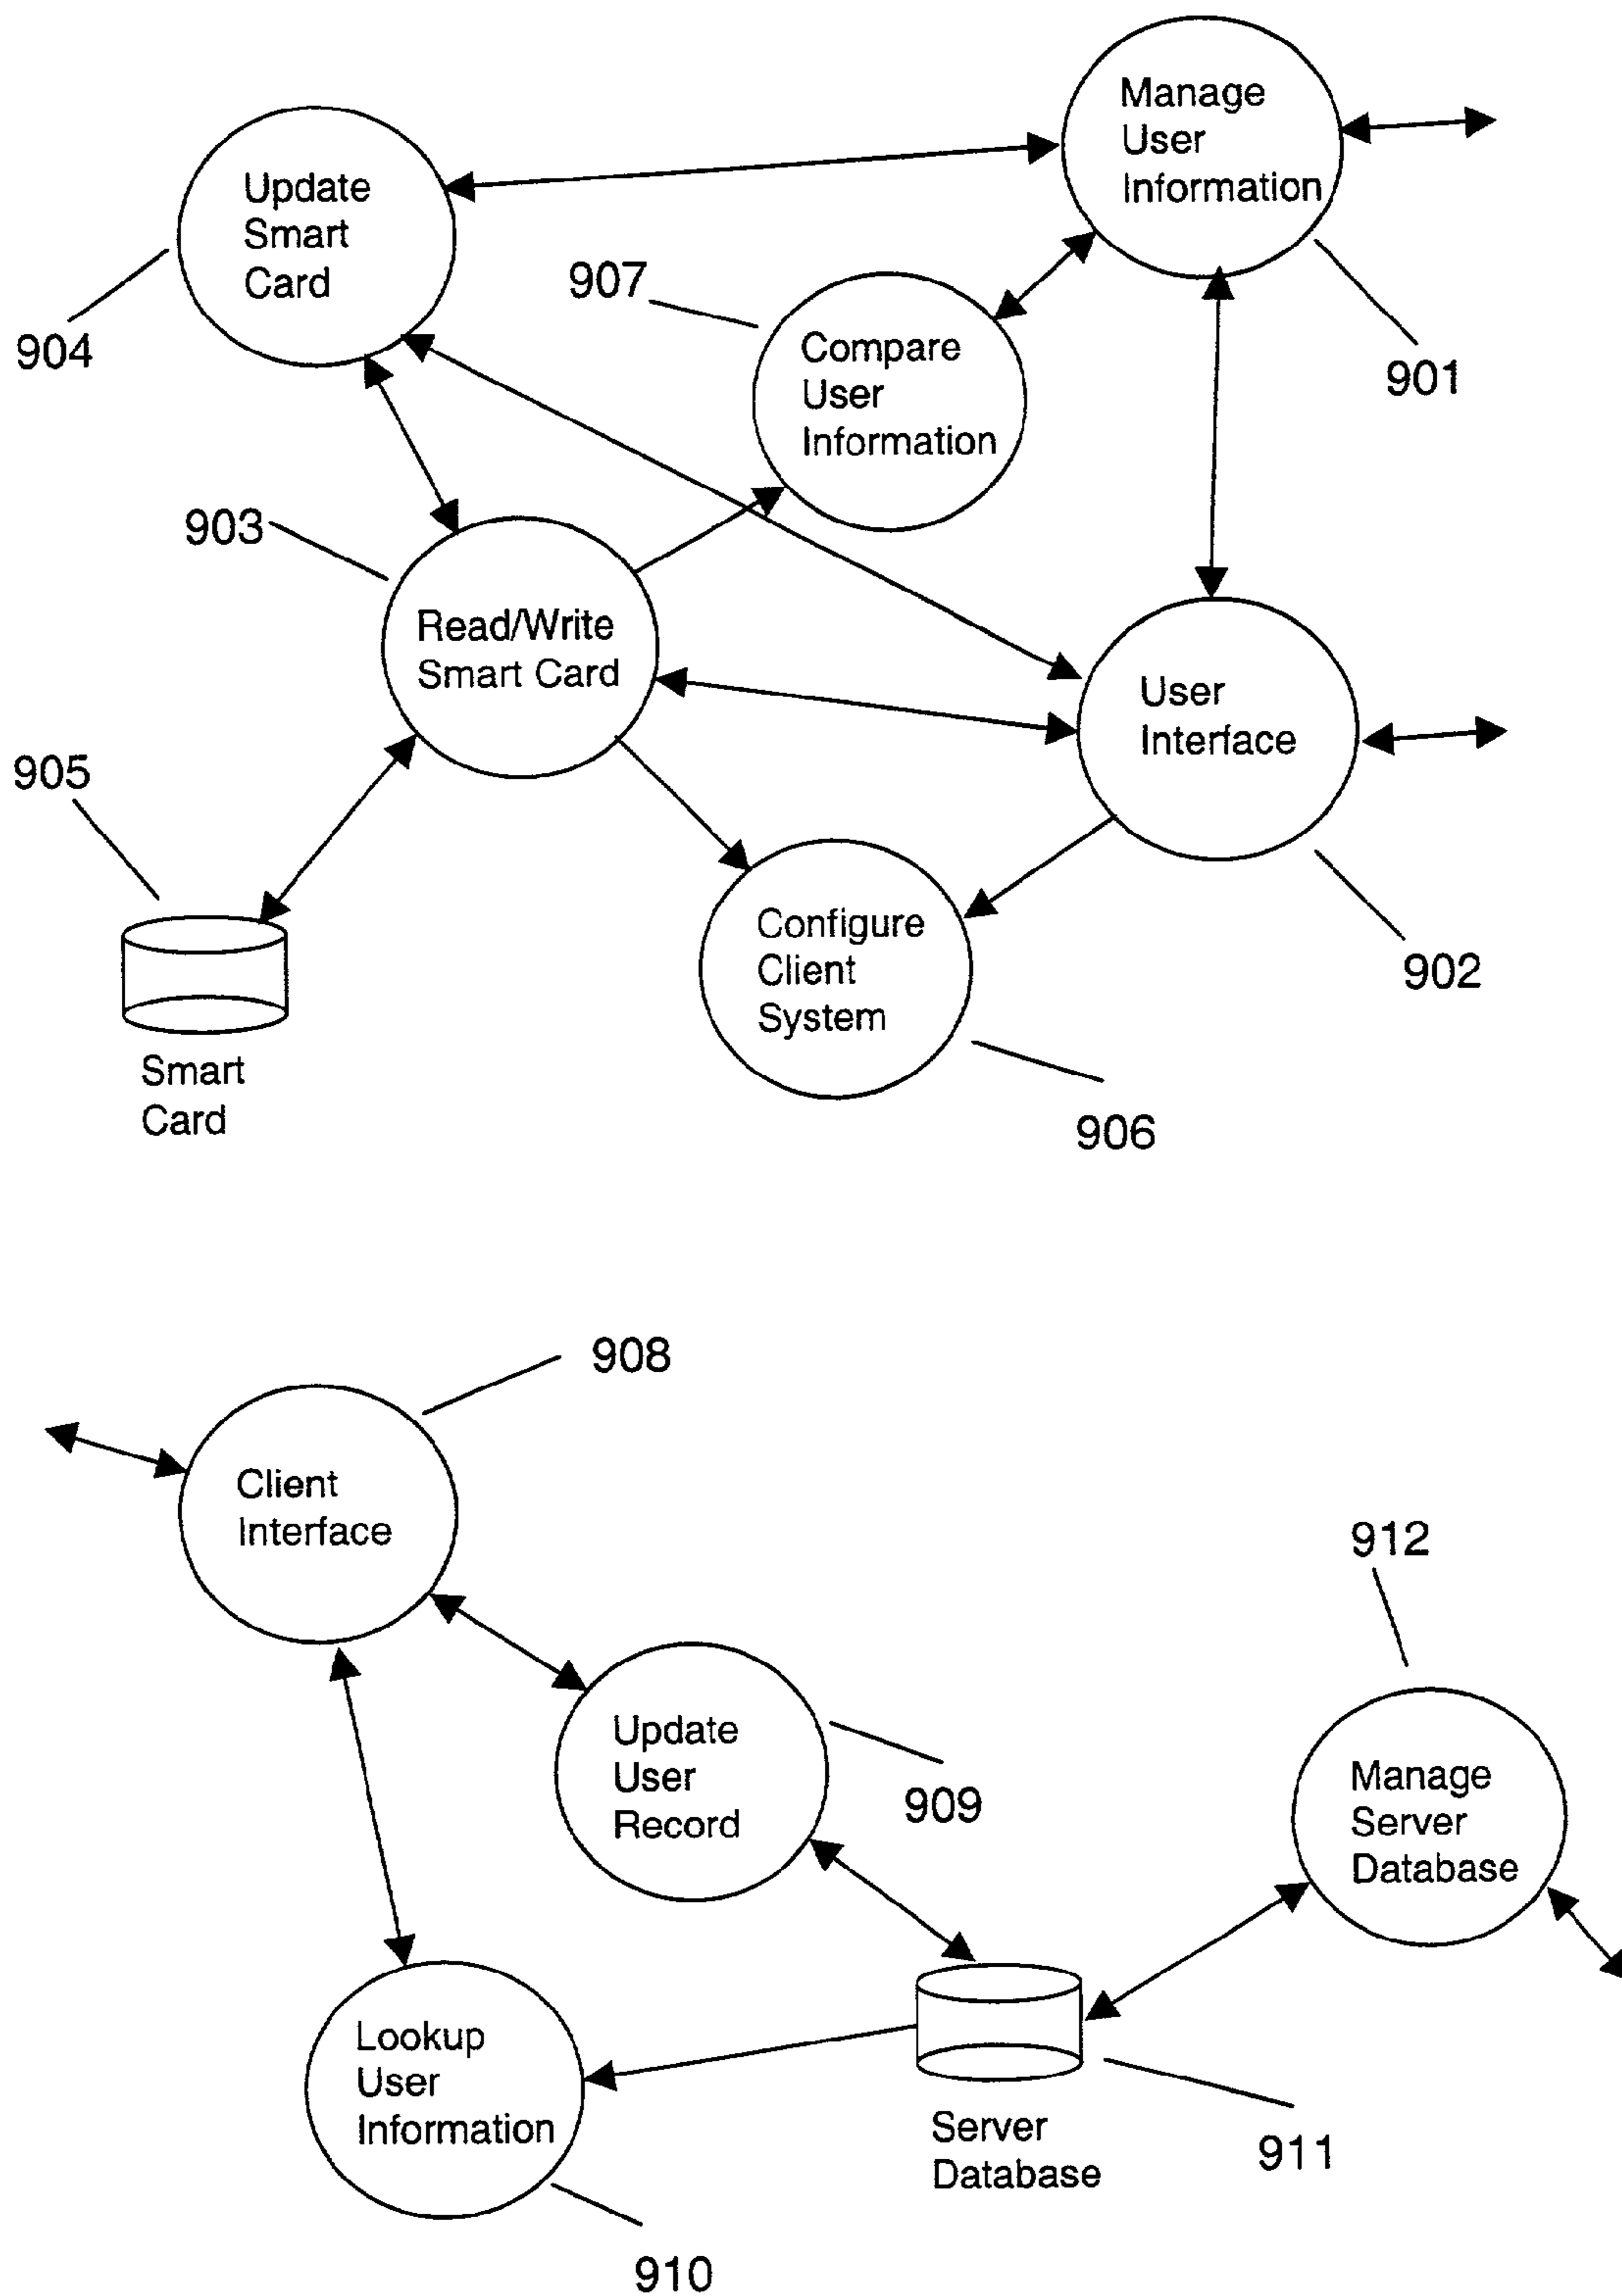 Manage
User
Information
901
Update
Smart
Card
904
907
Compare
User
Information
903
Read/Write
Smart Card
User
Interface
902
905
Smart
Card
Configure
Client
System
906
908
Client
Interface
912
Update
User
Record
909
Manage
Server
Database
Lookup
User
Information
910
Server
Database
911